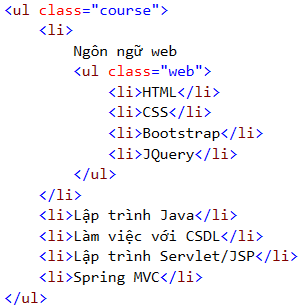 <ul class="course">
    <li>
        Ngôn ngữ web
        <ul class="web">
            <li>HTML</li>
            <li>CSS</li>
            <li>Bootstrap</li>
            <li>JQuery</li>
        </ul>
    </li>
    <li>Lập trình Java</li>
    <li>Làm việc với CSDL</li>
    <li>Lập trình Servlet/JSP</li>
    <li>Spring MVC</li>
</ul>